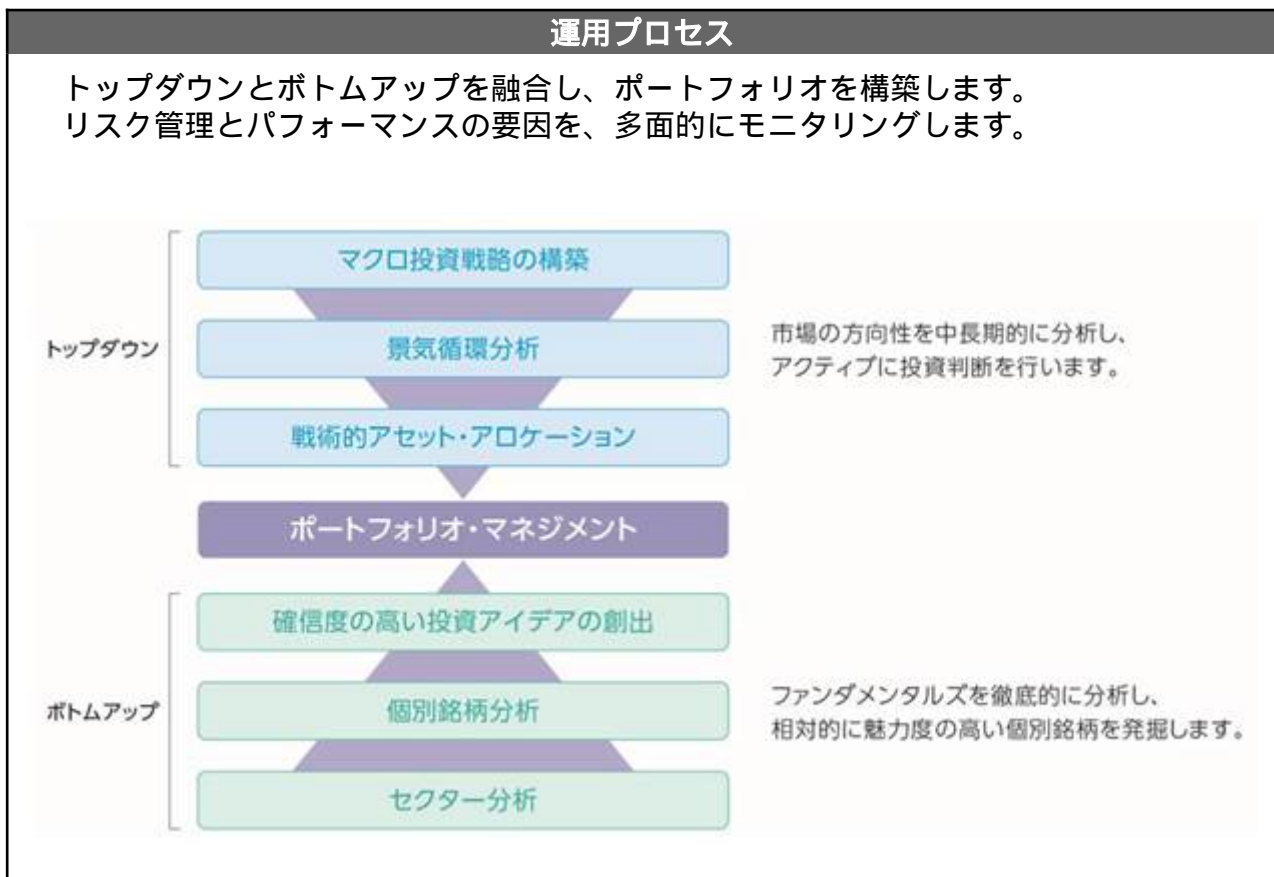 運用プロセス
トップダウンとボトムアップを融合し、ポートフォリオを構築します。
リスク管理とパフォーマンスの要因を、多面的にモニタリングします。
マクロ投資戦略の構築
トップダウン
景気循環分析
市場の方向性を中長期的に分析し、
アクティブに投資判断を行います。
戦術的アセット・アロケーション
ポートフォリオ・マネジメント
確信度の高い投資アイデアの創出
ボトムアップ
個別銘柄分析
ファンダメンタルズを徹底的に分析し、
相対的に魅力度の高い個別銘柄を発掘します。
セクター分析